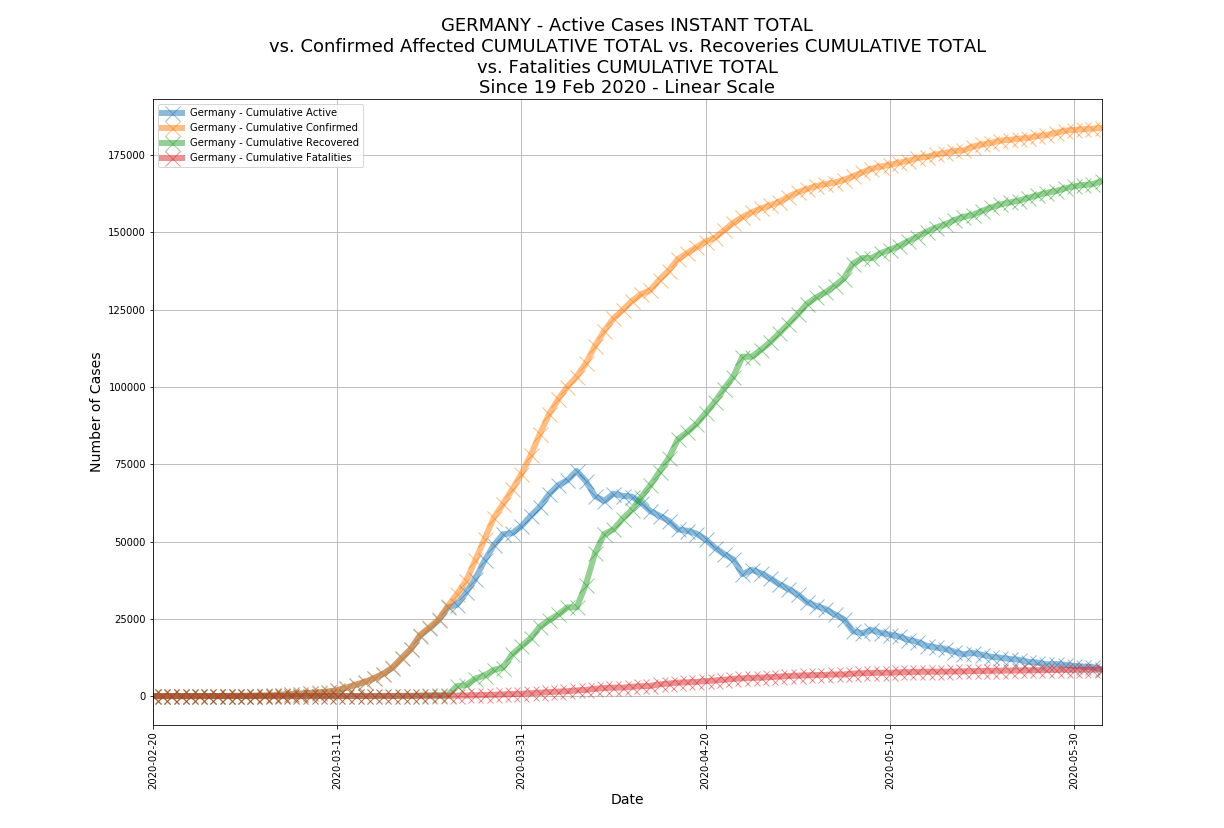 GERMANY - Active Cases INSTANT TOTAL
vs. Confirmed Affected CUMULATIVE TOTAL vs. Recoveries CUMULATIVE TOTAL
vs. Fatalities CUMULATIVE TOTAL
Since 19 Feb 2020 - Linear Scale
Germany - Cumulative Active
Germany - Cumulative Confirmed
Germany - Cumulative Recovered
Germany - Cumulative Fatalities
Number of Cases
175000
150000
125000
100000
75000
50000
25000
0
2020-02-20
2020-03-11
2020-03-31
2020-04-20
2020-05-10
2020-05-30
Date